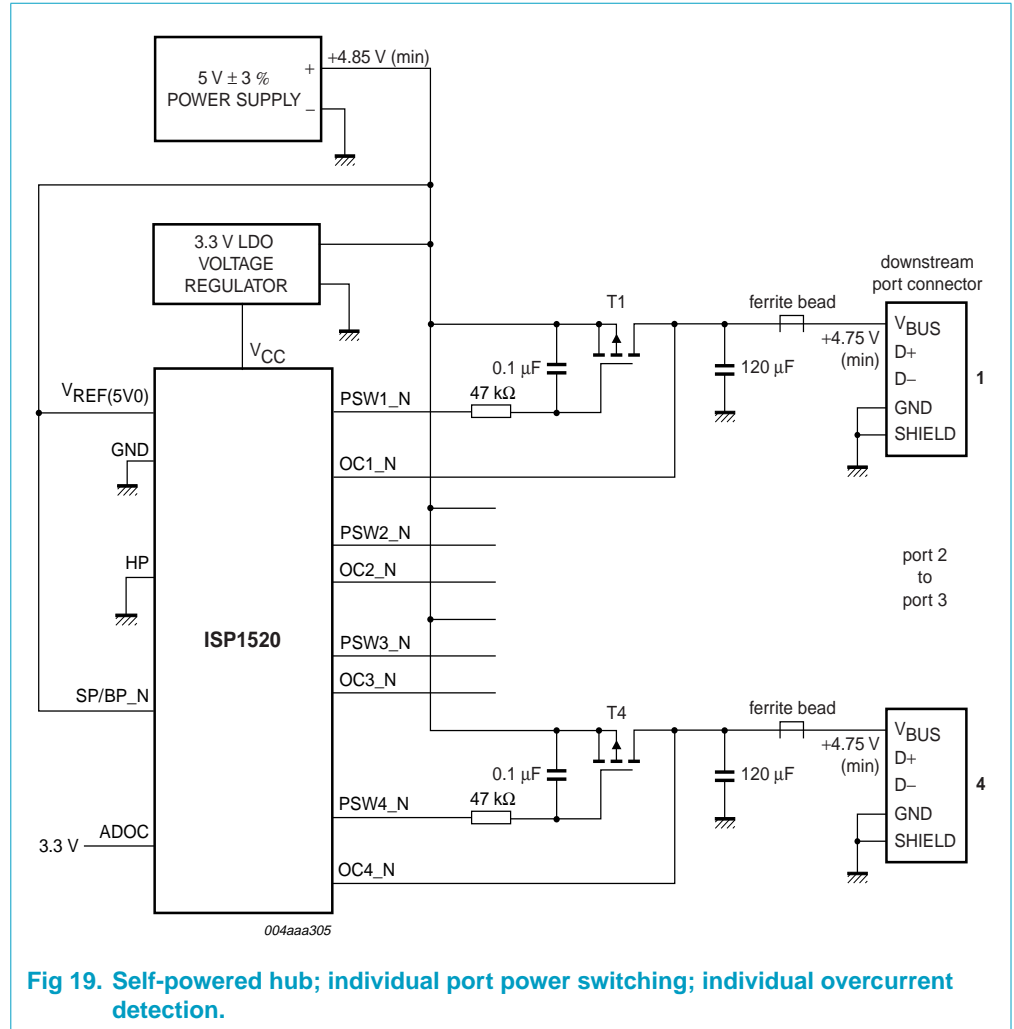 5 V ± 3 %
POWER SUPPLY
+
−
+4.85 V (min)
3.3 V LDO
VOLTAGE
REGULATOR
VCC
VREF(5V0)
GND
HP
SP/BP_N
ADOC
3.3 V
ISP1520
PSW1_N
OC1_N
PSW2_N
OC2_N
PSW3_N
OC3_N
PSW4_N
OC4_N
47 kΩ
0.1 μF
T1
120 μF
ferrite bead
+4.75 V
(min)
downstream
port connector
VBUS
D+
D−
GND
SHIELD
1
port 2
to
port 3
47 kΩ
0.1 μF
T4
120 μF
ferrite bead
+4.75 V
(min)
VBUS
D+
D−
GND
SHIELD
4
004aaa305
Fig 19. Self-powered hub; individual port power switching; individual overcurrent
detection.